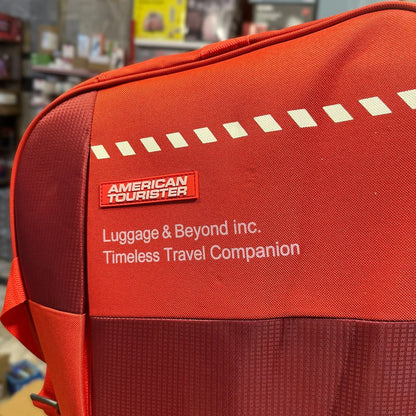 AMERICAN
TOURISTER
Luggage & Beyond inc.
Timeless Travel Companion